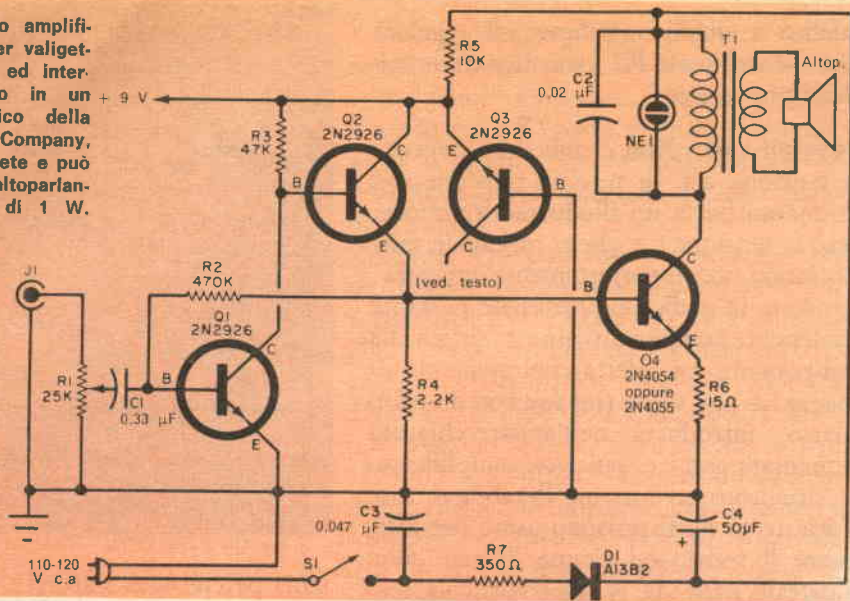 o amplifi-
er valiget-
ed inter-
o in un
ico della
Company,
ete e può
ltoparlan-
di 1 W.
+ 9 V
R5
10K
C2
0,02
µF
NE1
T1
Altop.
R3
47K
Q2
2N2926
Q3
2N2926
B
C
E
E
B
C
J1
R2
470K
(ved. testo)
B
C
E
Q1
2N2926
R1
25K
C1
0,33 µF
B
C
E
R4
2.2K
Q4
2N4054
oppure
2N4055
R6
15Ω
C3
0,047
µF
C4
50µF
+
110-120
V c.a
S1
R7
350Ω
D1
A13B2